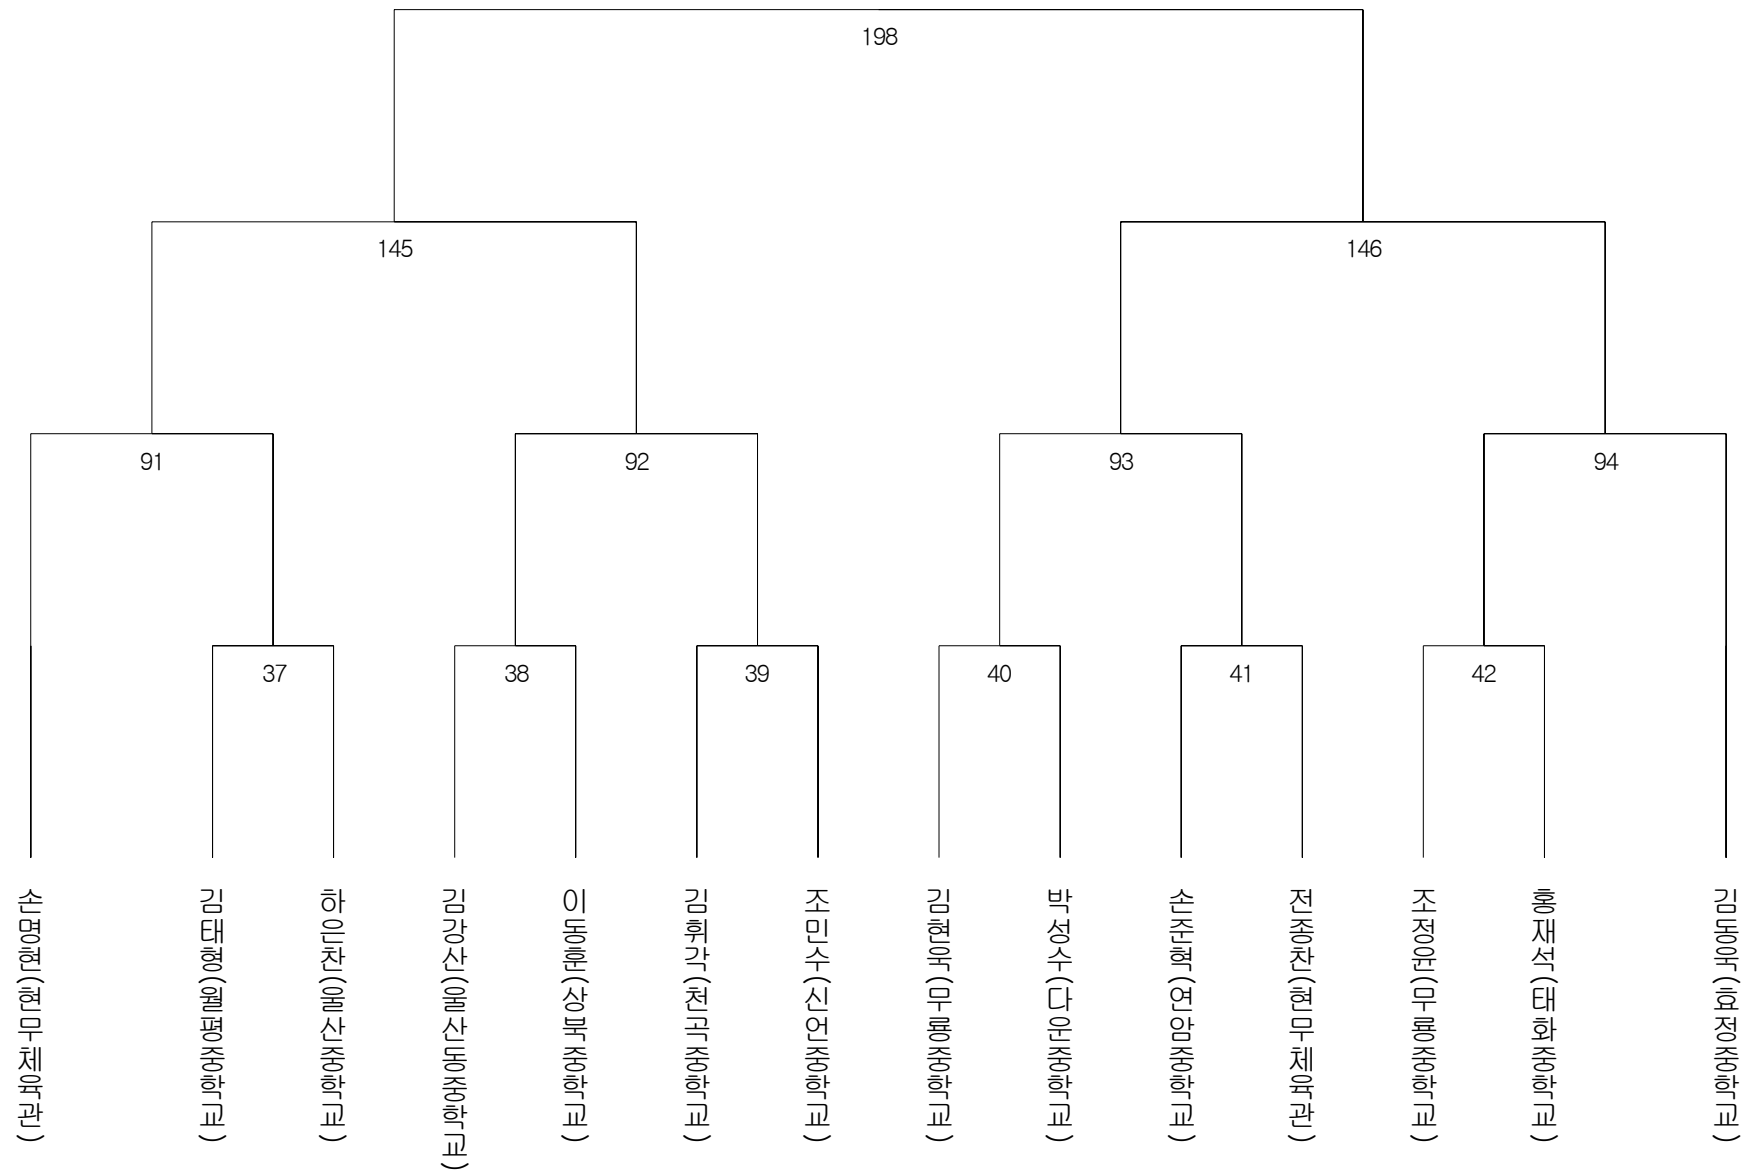 198
145
146
91
92
93
94
37
38
39
40
41
42
손명현(현무체육관)
김태형(월평중학교)
하은찬(울산중학교)
김강산(울산동중학교)
이동훈(상북중학교)
김휘각(천곡중학교)
조민수(신언중학교)
김현욱(무룡중학교)
박성수(다운중학교)
손준혁(연암중학교)
전종찬(현무체육관)
조정윤(무룡중학교)
홍재석(태화중학교)
김동욱(효정중학교)